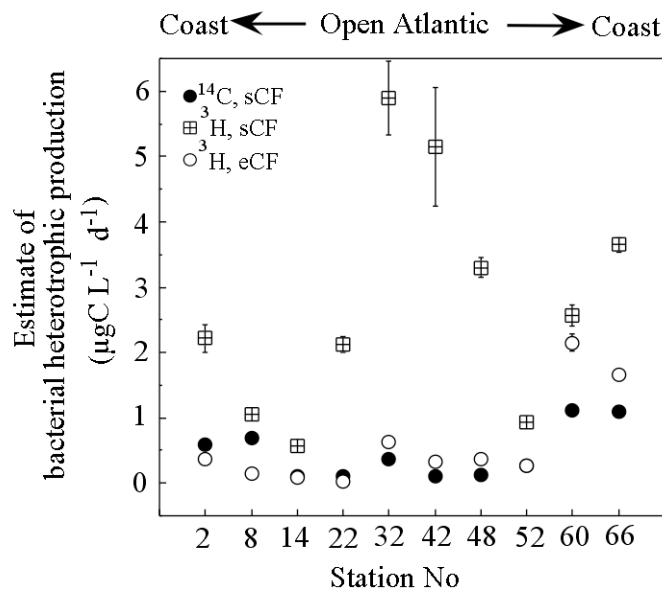 Coast Open Atlantic Coast
¹⁴C, sCF
³H, sCF
³H, eCF
6
5
4
3
2
1
0
2 8 14 22 32 42 48 52 60 66
Station No
Estimate of
bacterial heterotrophic production
(µgC L⁻¹ d⁻¹)